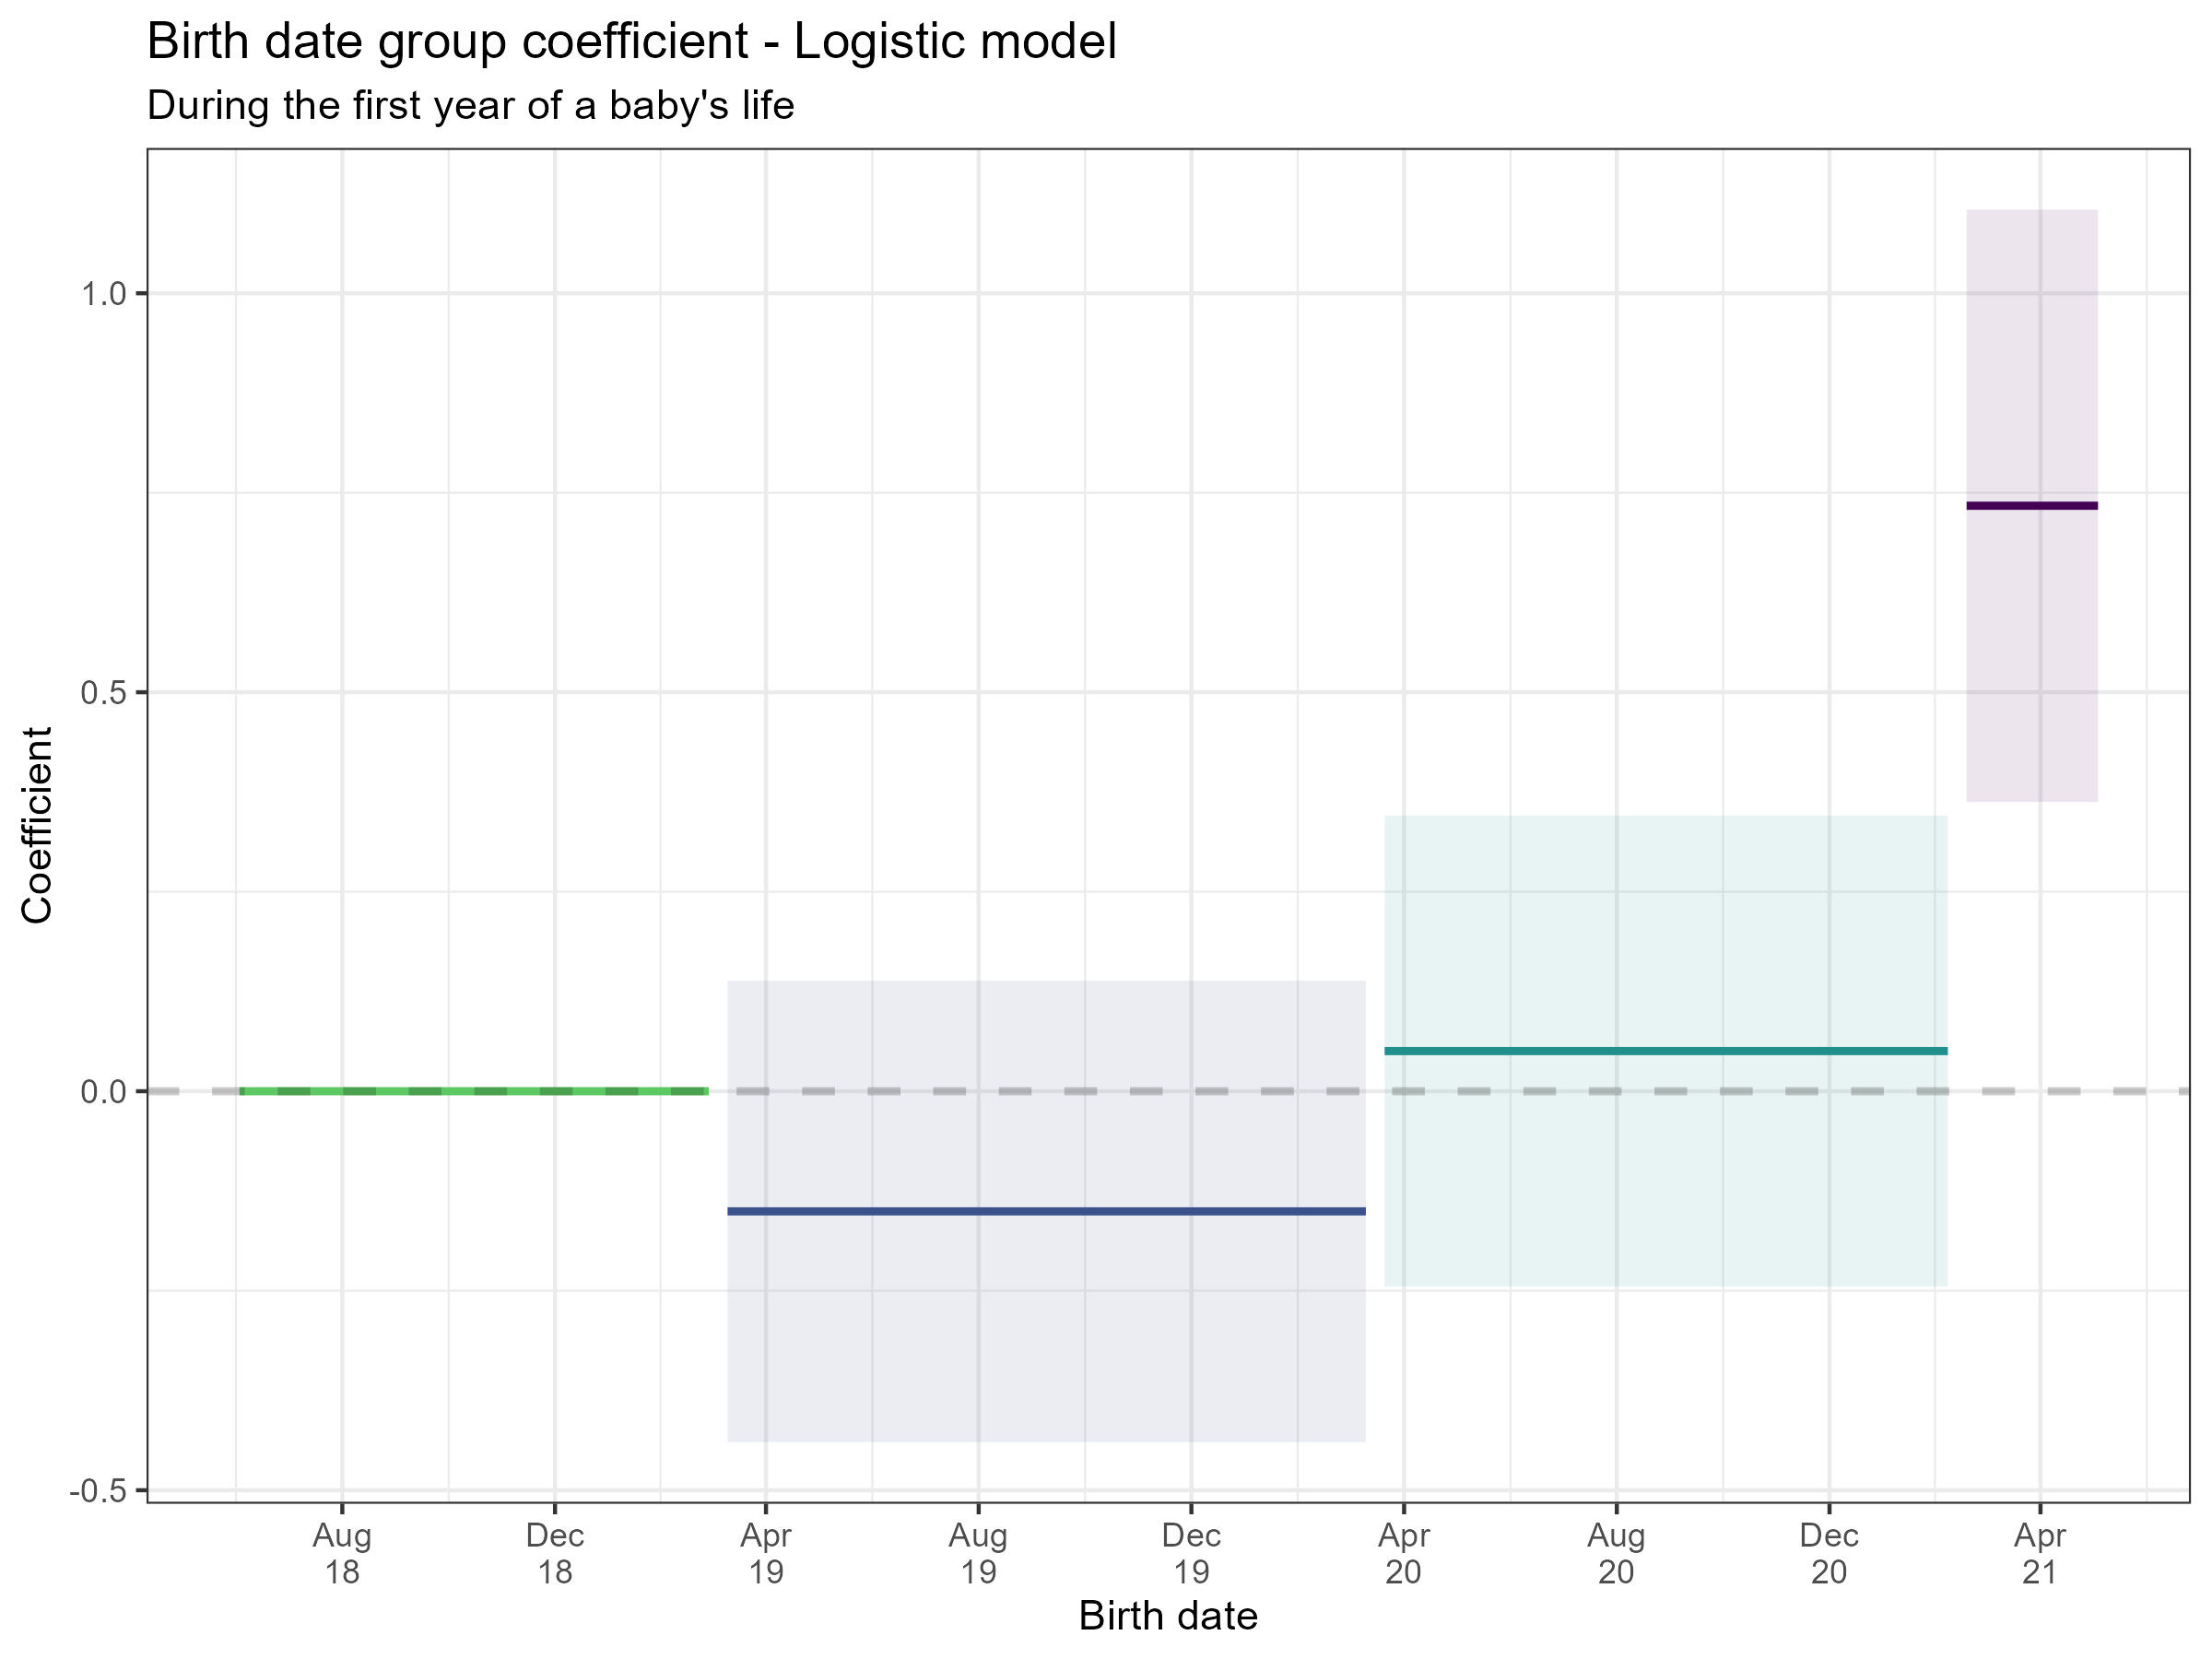 Birth date group coefficient - Logistic model
During the first year of a baby's life
Coefficient
1.0
0.5
0.0
-0.5
Aug Dec Apr Aug Dec Apr Aug Dec Apr
18 18 19 19 19 20 20 20 21
Birth date